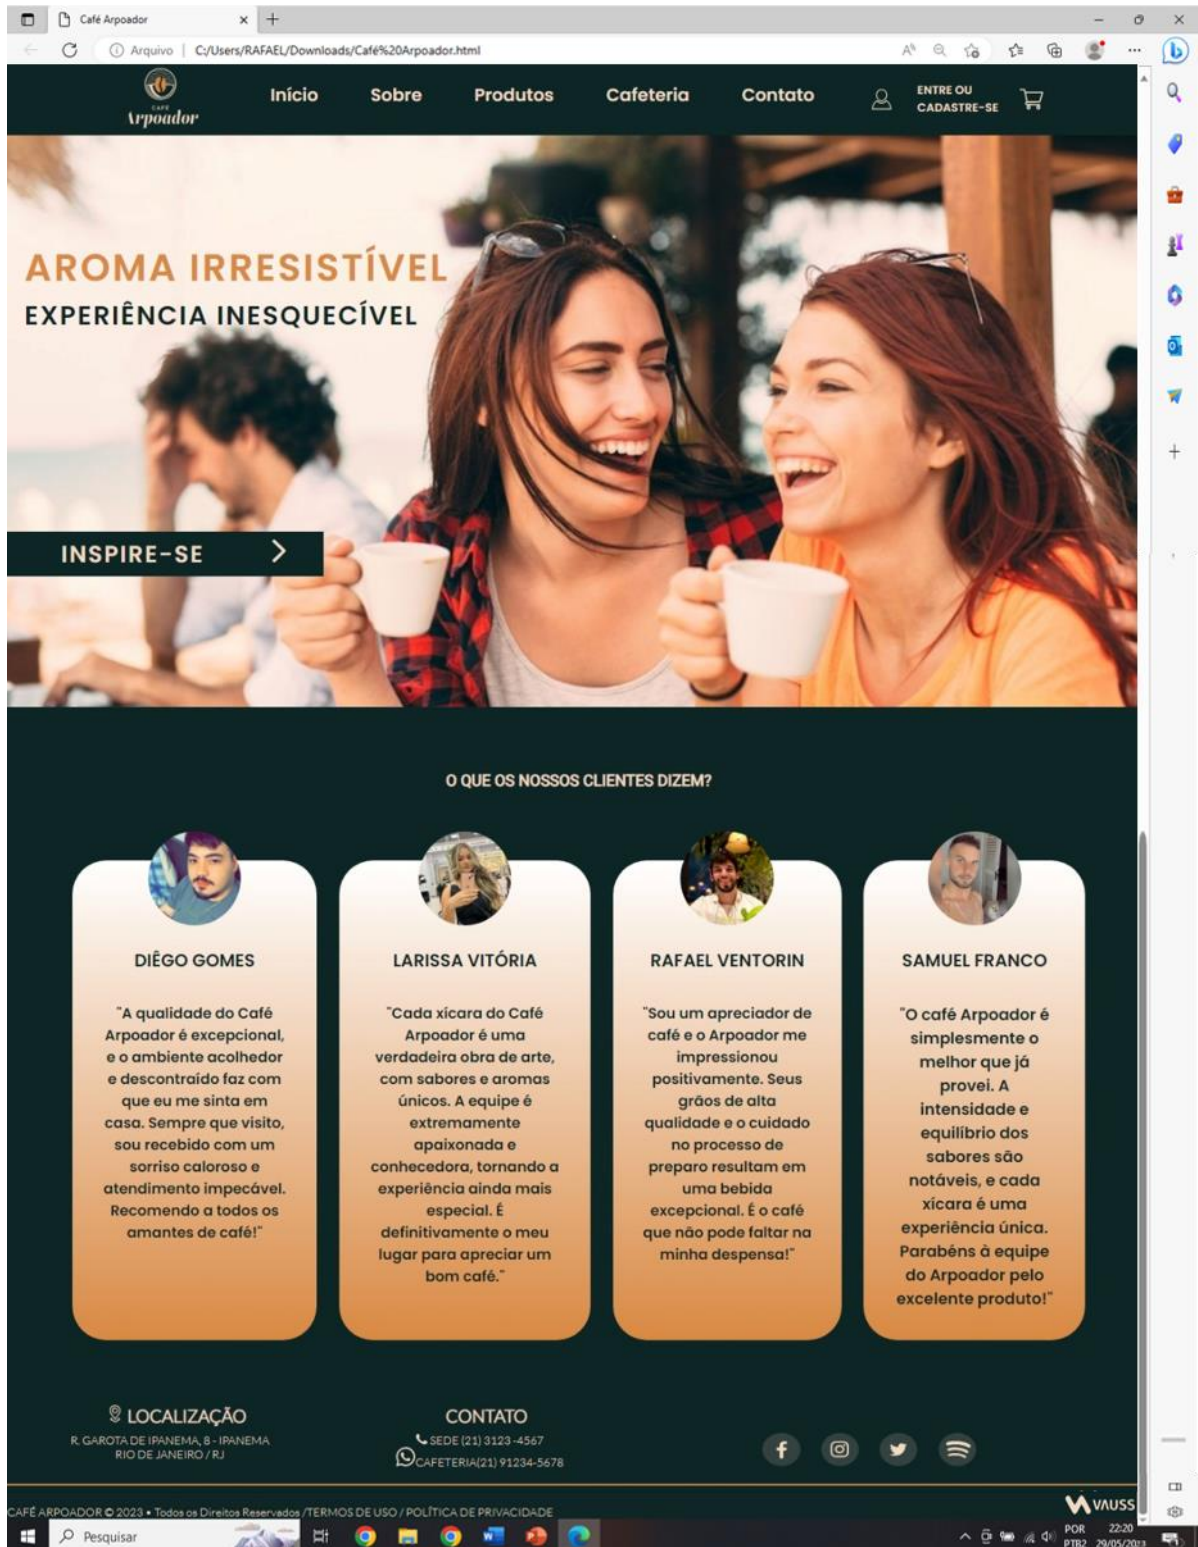 Café Arpoador
Arquivo
C:/Users/RAFAEL/Downloads/Café%20Arpoador.html
CAFÉ
Arpoador
Início
Sobre
Produtos
Cafeteria
Contato
ENTRE OU
CADASTRE-SE
AROMA IRRESISTÍVEL
EXPERIÊNCIA INESQUECÍVEL
INSPIRE-SE
O QUE OS NOSSOS CLIENTES DIZEM?
DIÊGO GOMES
"A qualidade do Café
Arpoador é excepcional,
e o ambiente acolhedor
e descontraído faz com
que eu me sinta em
casa. Sempre que visito,
sou recebido com um
sorriso caloroso e
atendimento impecável.
Recomendo a todos os
amantes de café!"
LARISSA VITÓRIA
"Cada xícara do Café
Arpoador é uma
verdadeira obra de arte,
com sabores e aromas
únicos. A equipe é
extremamente
apaixonada e
conhecedora, tornando a
experiência ainda mais
especial. É
definitivamente o meu
lugar para apreciar um
bom café."
RAFAEL VENTORIN
"Sou um apreciador de
café e o Arpoador me
impressionou
positivamente. Seus
grãos de alta
qualidade e o cuidado
no processo de
preparo resultam em
uma bebida
excepcional. É o café
que não pode faltar na
minha despensa!"
SAMUEL FRANCO
"O café Arpoador é
simplesmente o
melhor que já
provei. A
intensidade e
equilíbrio dos
sabores são
notáveis, e cada
xícara é uma
experiência única.
Parabéns à equipe
do Arpoador pelo
excelente produto!"
LOCALIZAÇÃO
R. GAROTA DE IPANEMA, 8 - IPANEMA
RIO DE JANEIRO / RJ
CONTATO
SEDE (21) 3123-4567
CAFETERIA(21) 91234-5678
CAFÉ ARPOADOR © 2023 • Todos os Direitos Reservados /TERMOS DE USO / POLÍTICA DE PRIVACIDADE
VAUSS
Pesquisar
POR
PTB2
22:20
29/05/2023